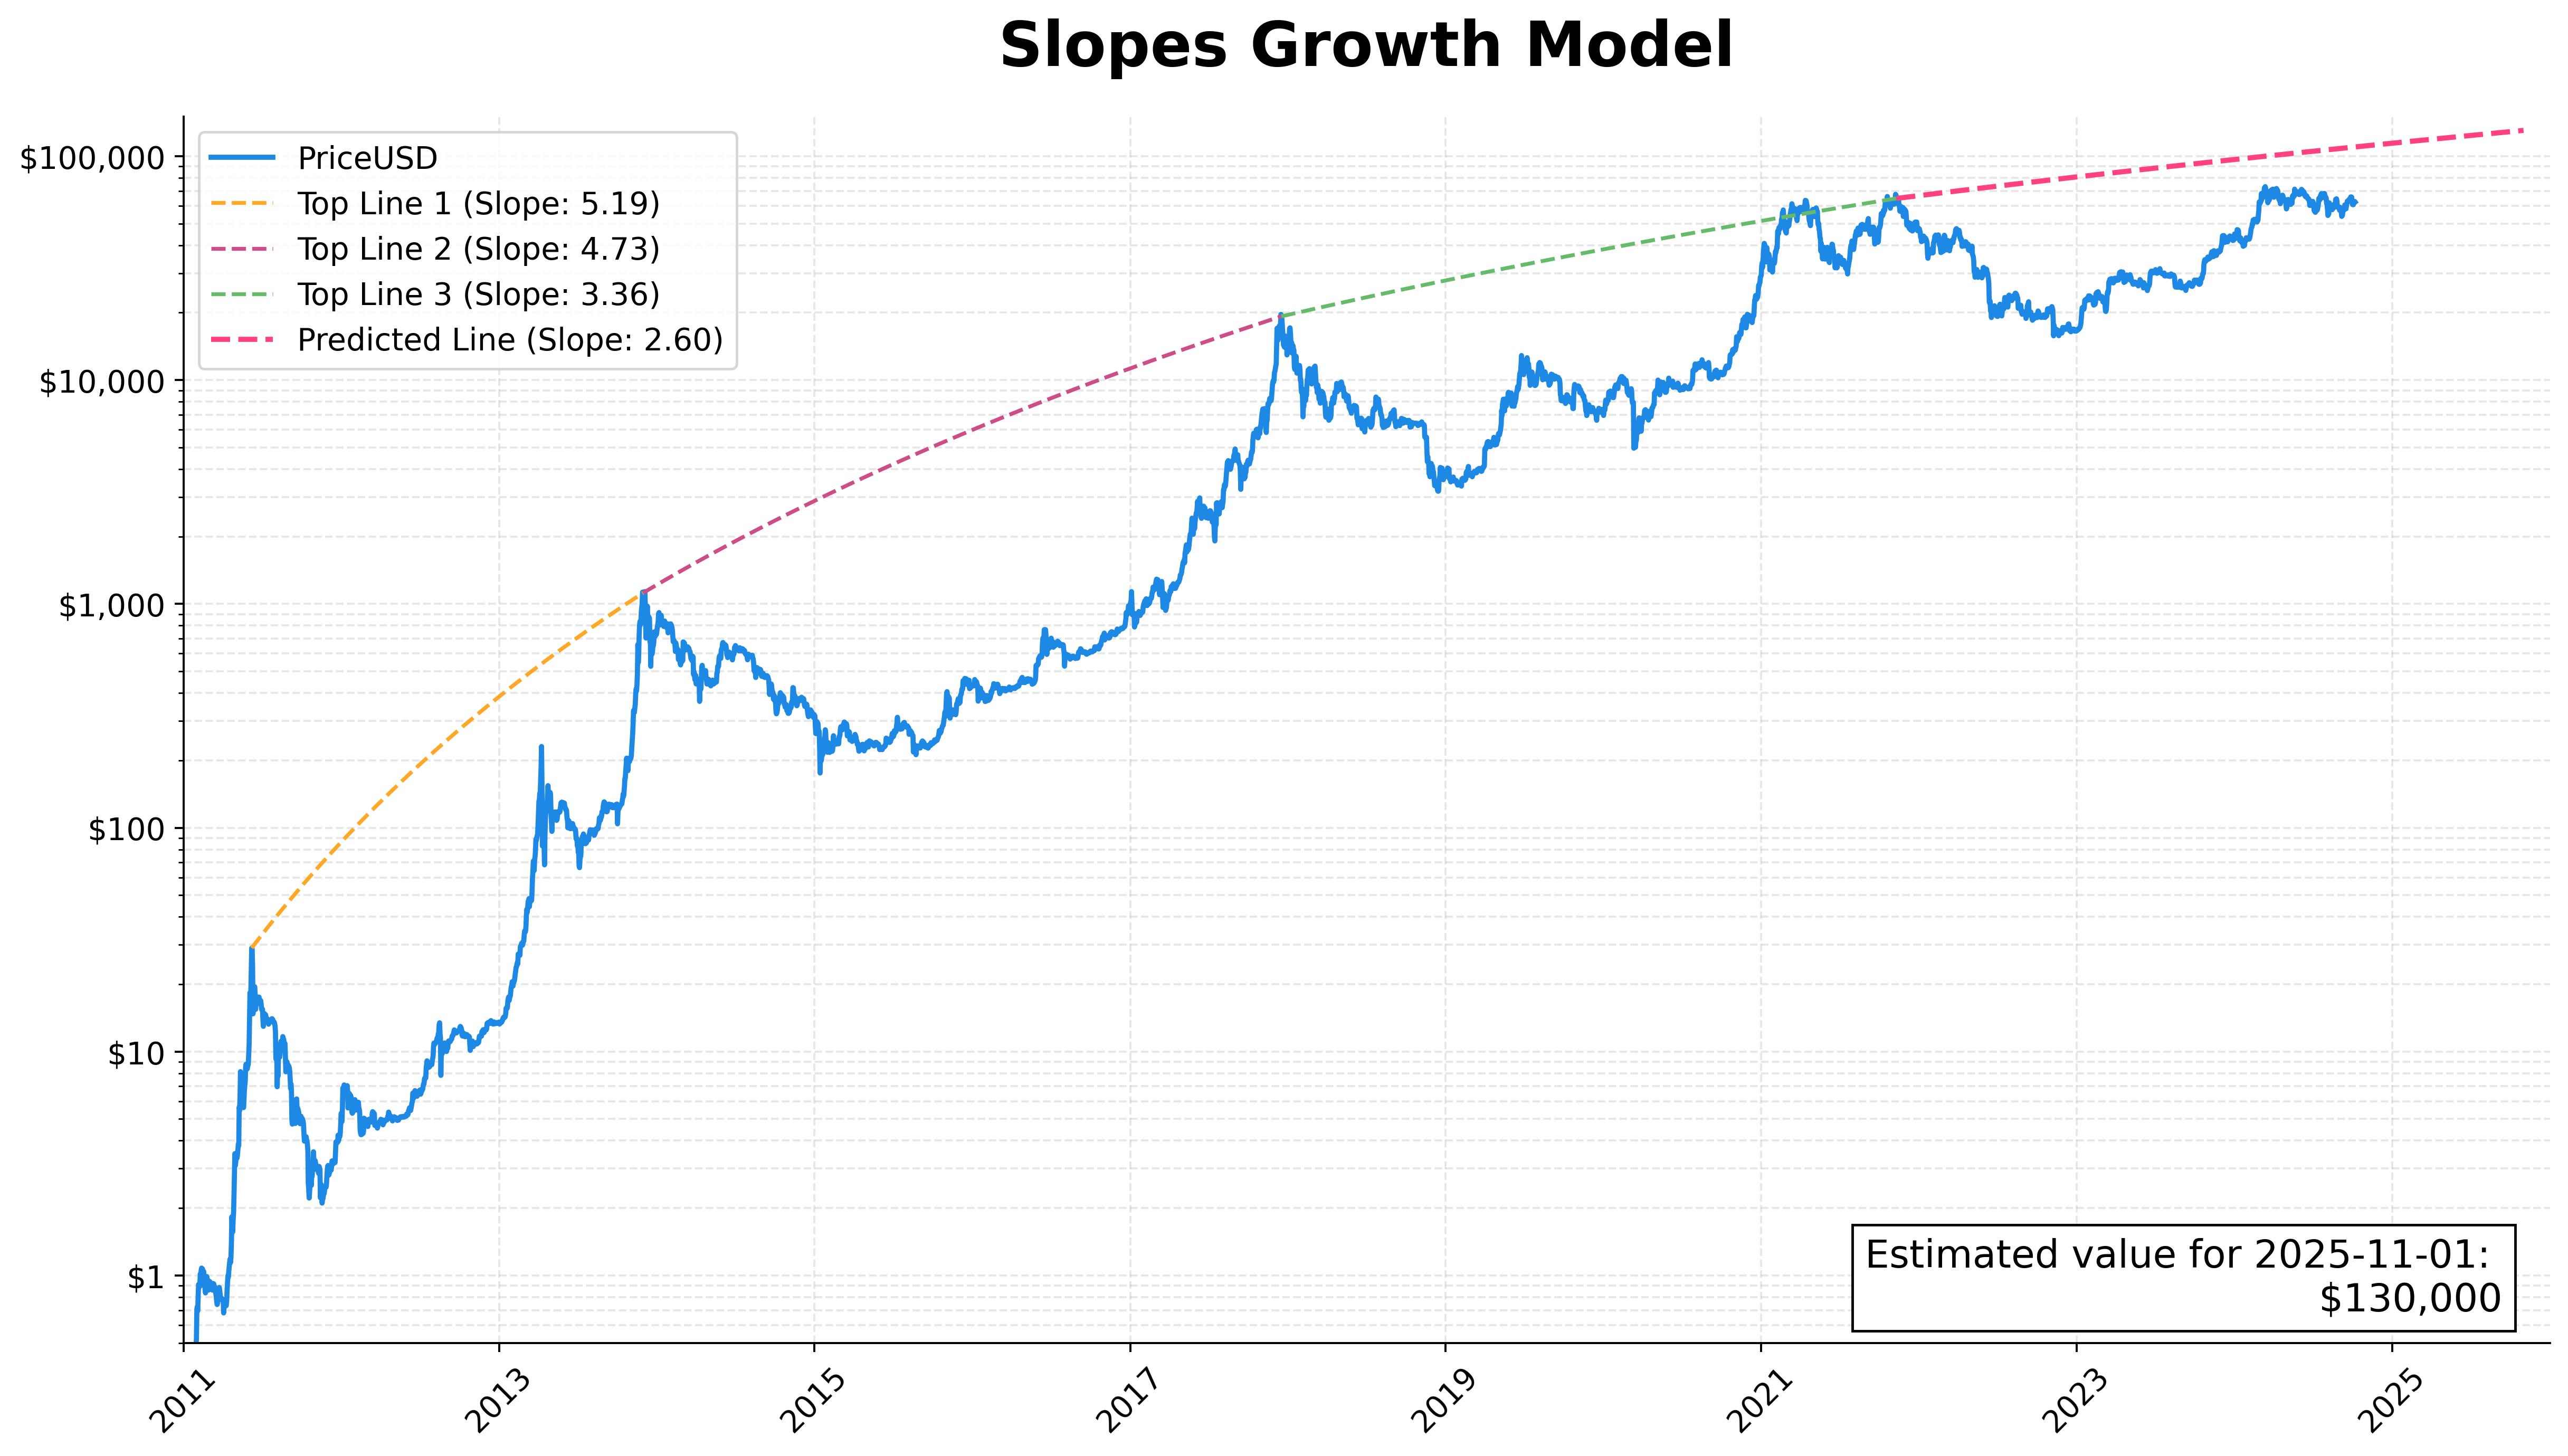 Slopes Growth Model
$100,000
$10,000
$1,000
$100
$10
$1
PriceUSD
Top Line 1 (Slope: 5.19)
Top Line 2 (Slope: 4.73)
Top Line 3 (Slope: 3.36)
Predicted Line (Slope: 2.60)
Estimated value for 2025-11-01:
$130,000
2011
2013
2015
2017
2019
2021
2023
2025